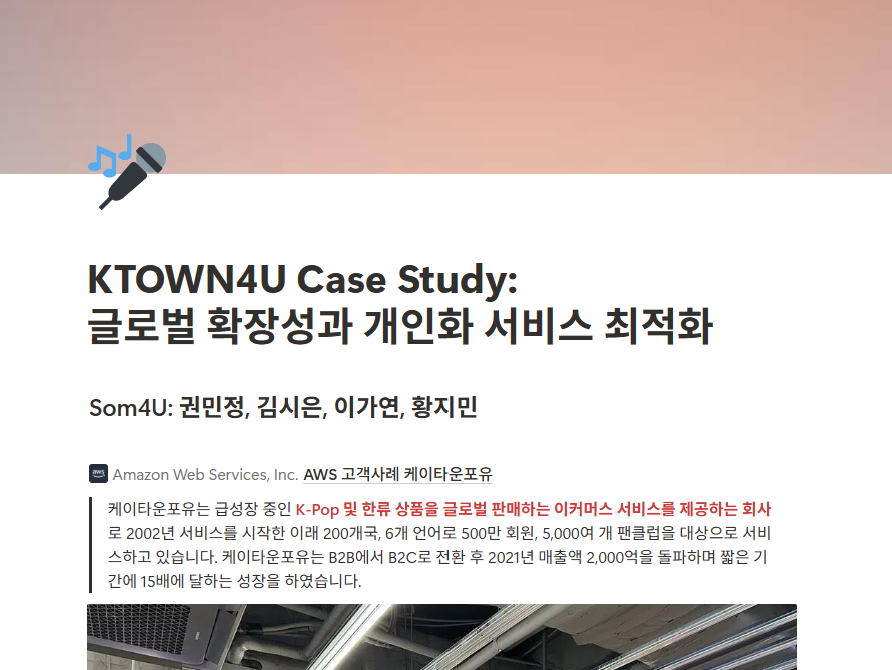 KTOWN4U Case Study:
글로벌 확장성과 개인화 서비스 최적화
Som4U: 권민정, 김시은, 이가연, 황지민
aws Amazon Web Services, Inc. AWS 고객사례 케이타운포유
케이타운포유는 급성장 중인 K-Pop 및 한류 상품을 글로벌 판매하는 이커머스 서비스를 제공하는 회사
로 2002년 서비스를 시작한 이래 200개국, 6개 언어로 500만 회원, 5,000여 개 팬클럽을 대상으로 서비
스하고 있습니다. 케이타운포유는 B2B에서 B2C로 전환 후 2021년 매출액 2,000억을 돌파하며 짧은 기
간에 15배에 달하는 성장을 하였습니다.